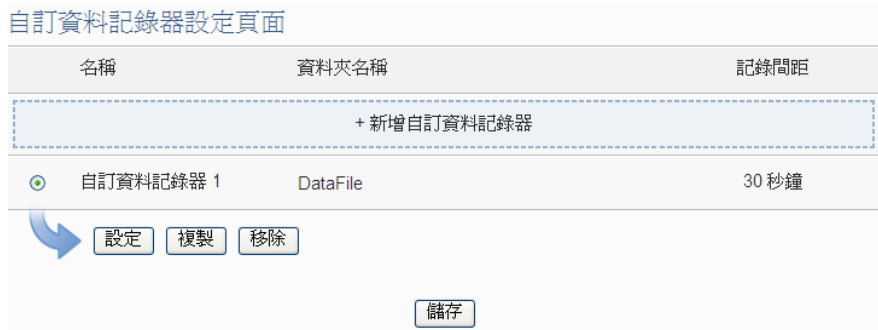 自訂資料記錄器設定頁面
名稱 資料夾名稱 記錄間距
+ 新增自訂資料記錄器
自訂資料記錄器 1 DataFile 30 秒鐘
設定 複製 移除
儲存